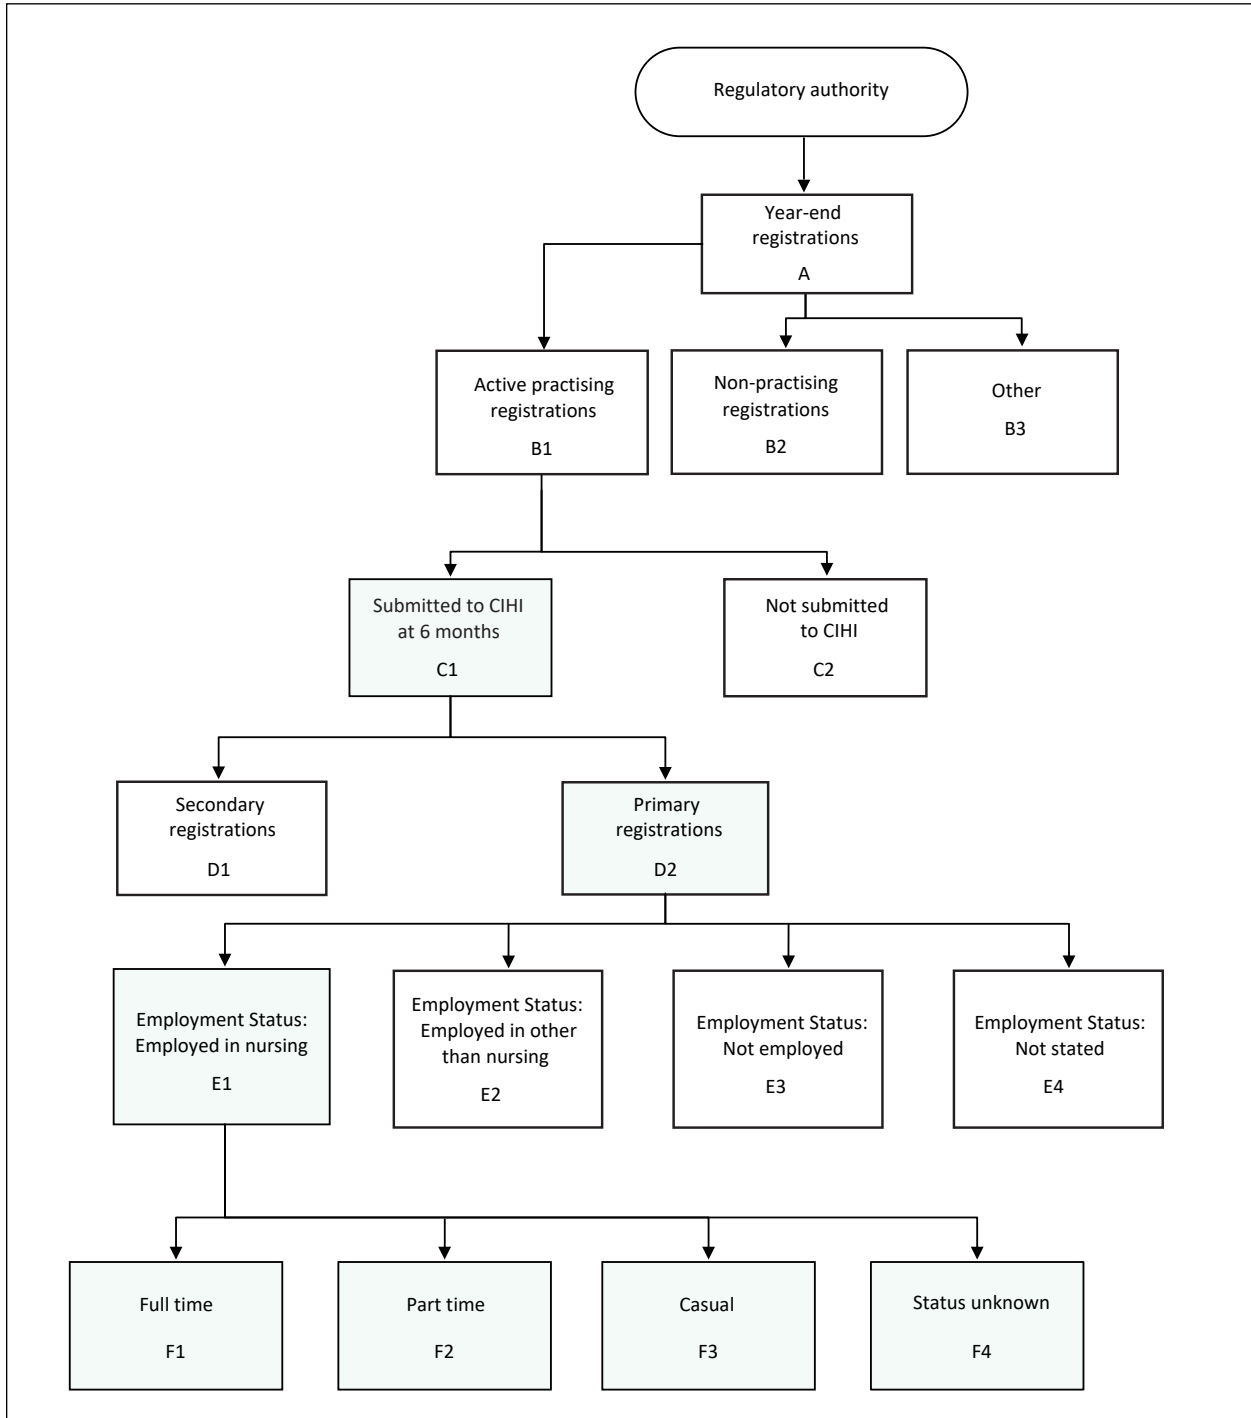 Regulatory authority
Year-end
registrations
A
Active practising
registrations
B1
Non-practising
registrations
B2
Other
B3
Submitted to CIHI
at 6 months
C1
Not submitted
to CIHI
C2
Secondary
registrations
D1
Primary
registrations
D2
Employment Status:
Employed in nursing
E1
Employment Status:
Employed in other
than nursing
E2
Employment Status:
Not employed
E3
Employment Status:
Not stated
E4
Full time
F1
Part time
F2
Casual
F3
Status unknown
F4